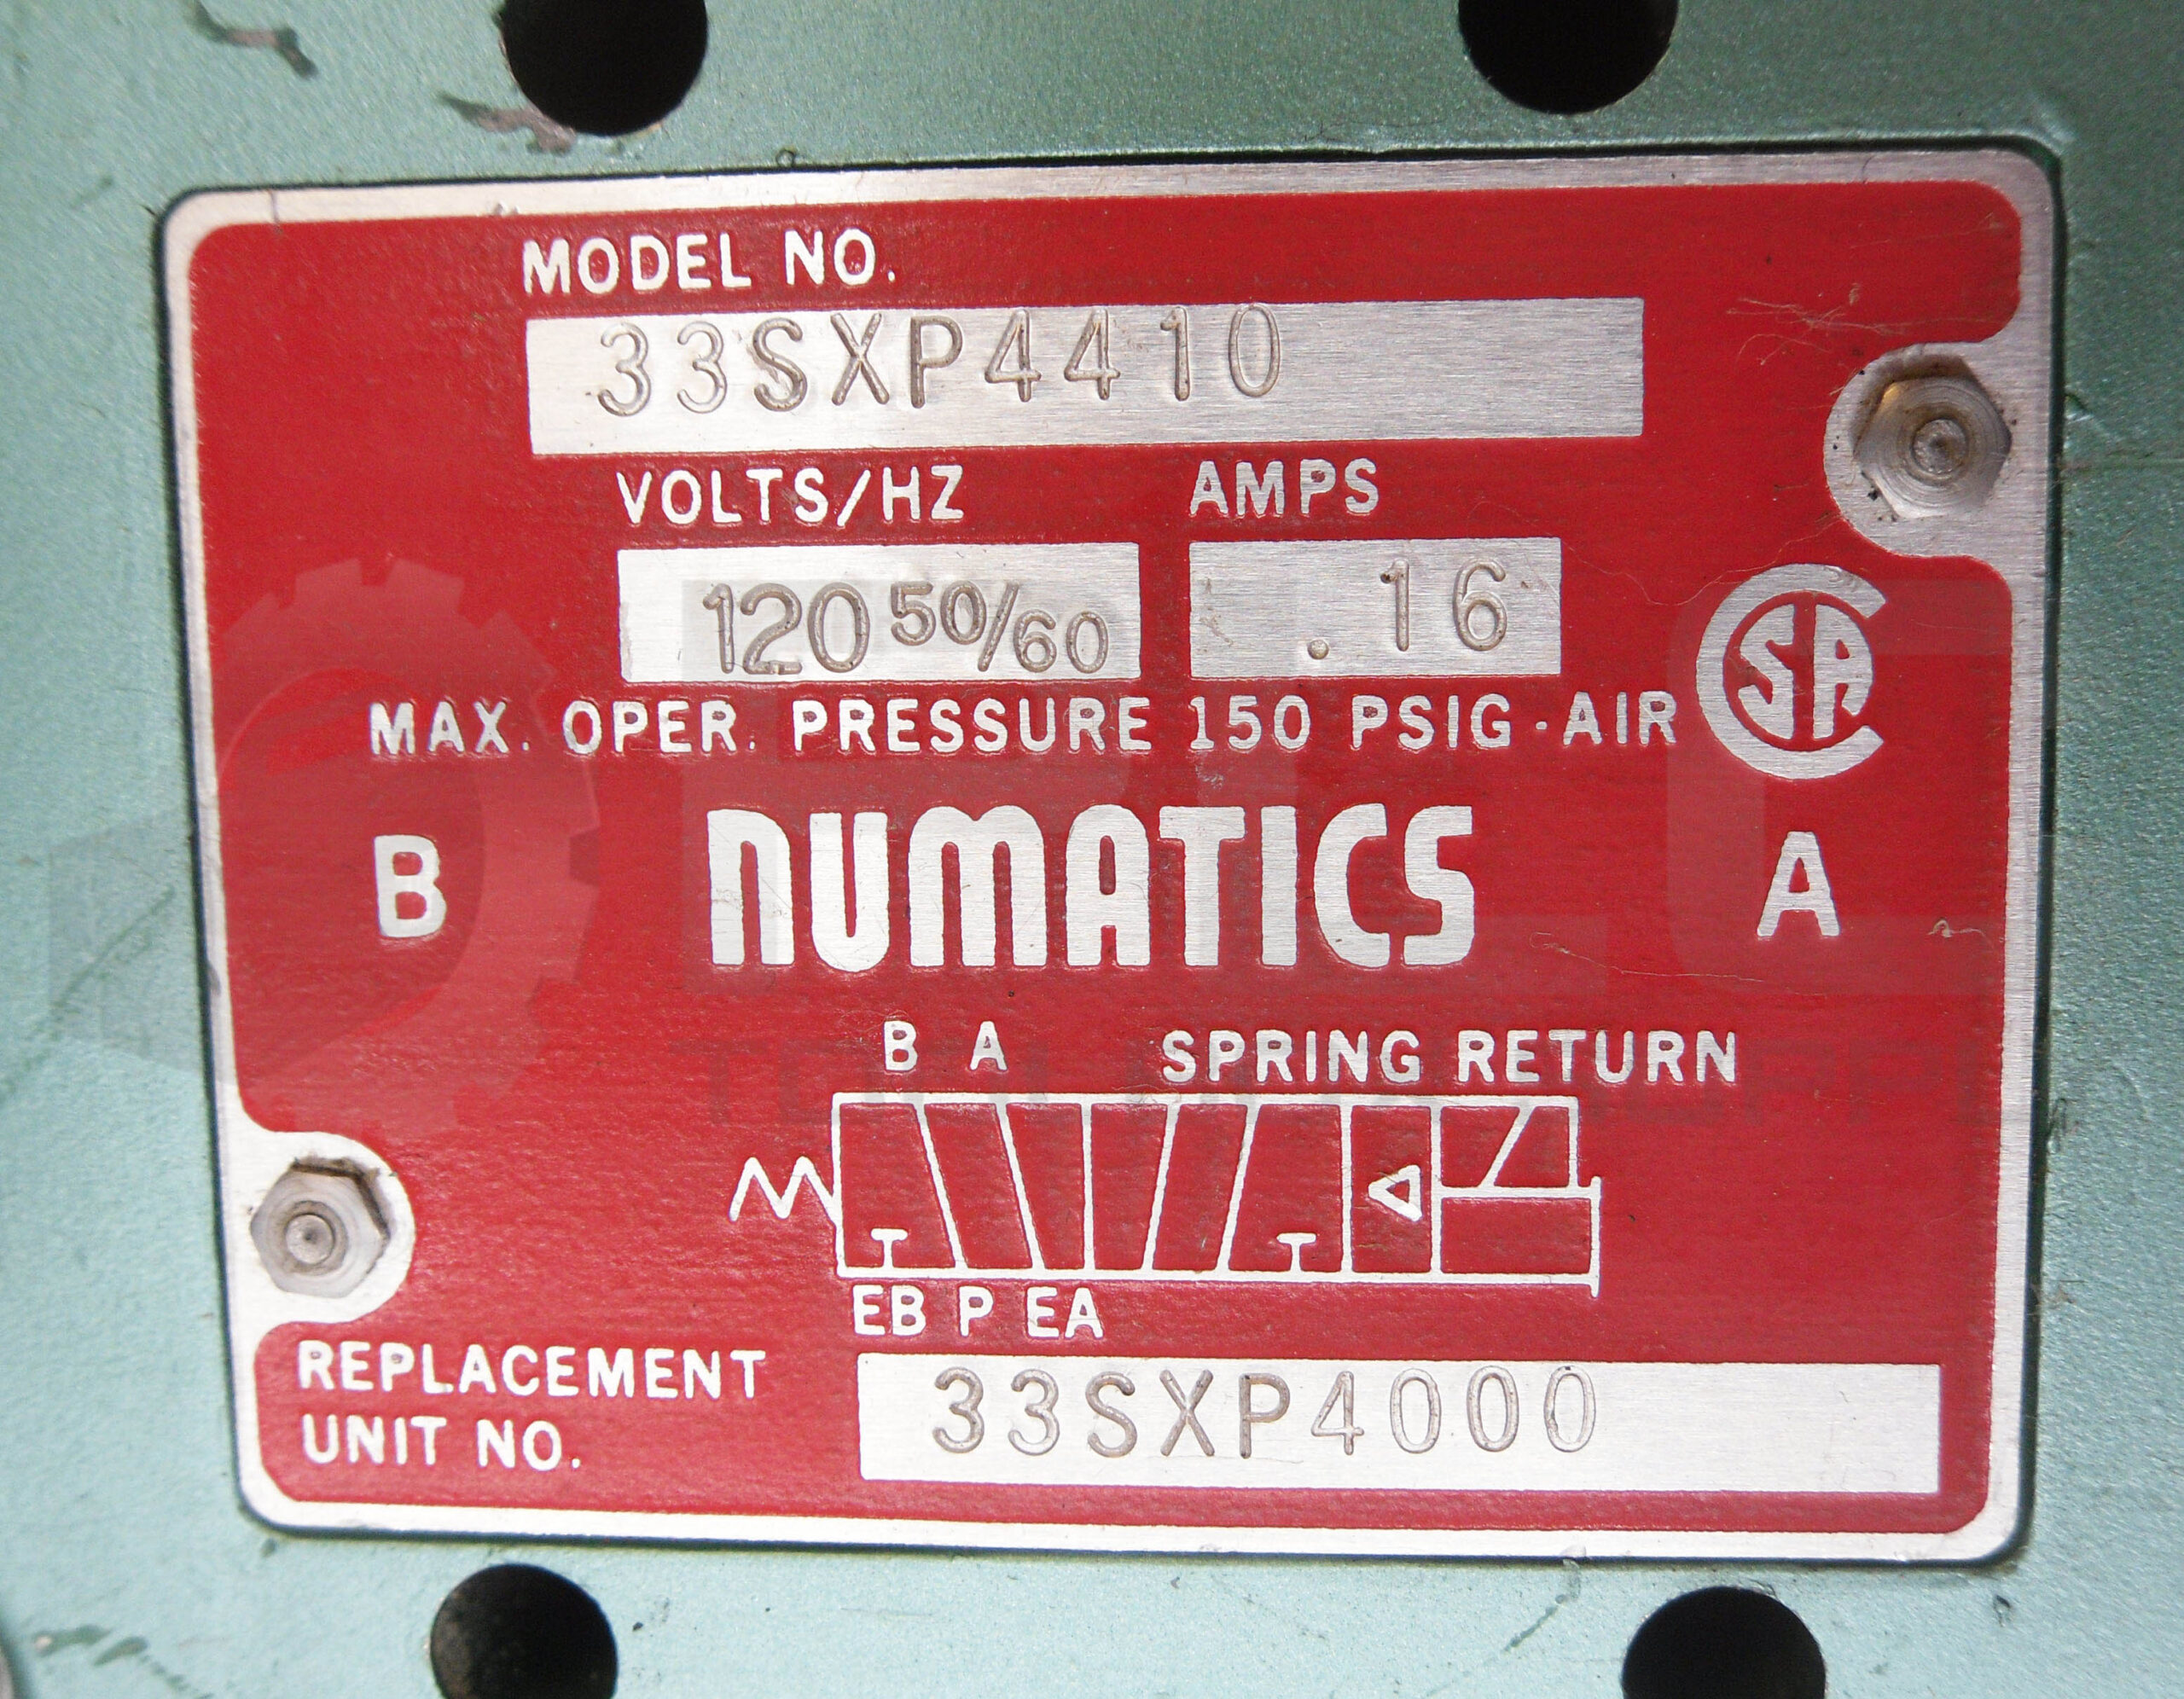 MODEL NO.
33SXP4410
VOLTS/HZ AMPS
120 50/60 .16
MAX. OPER. PRESSURE 150 PSIG-AIR
CSA
B NUMATICS A
B A SPRING RETURN
EB P EA
REPLACEMENT
UNIT NO.
33SXP4000